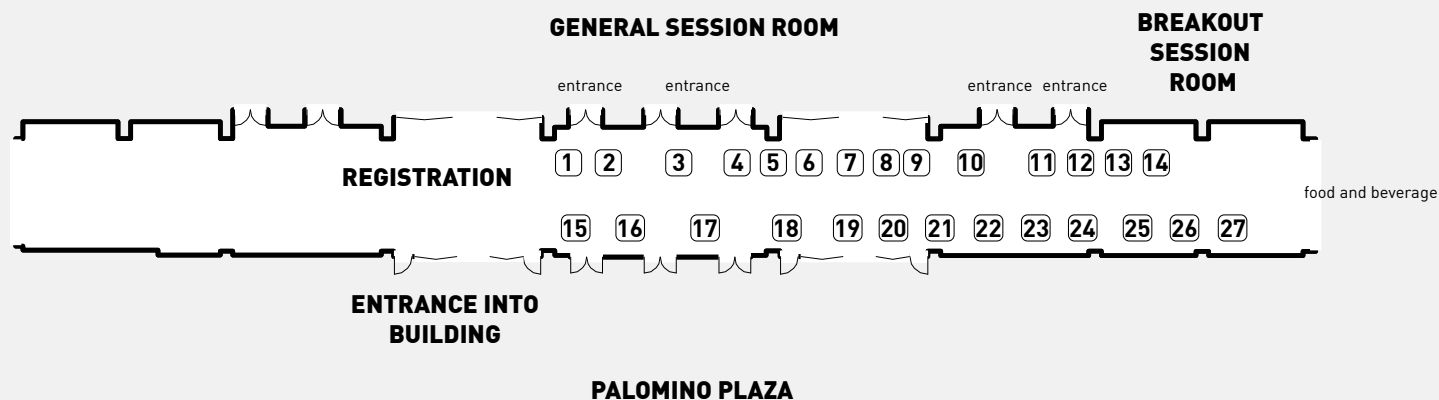 GENERAL SESSION ROOM
BREAKOUT
SESSION
ROOM
entrance entrance entrance entrance
1 2 3 4 5 6 7 8 9 10 11 12 13 14
REGISTRATION
food and beverage
15 16 17 18 19 20 21 22 23 24 25 26 27
ENTRANCE INTO
BUILDING
PALOMINO PLAZA